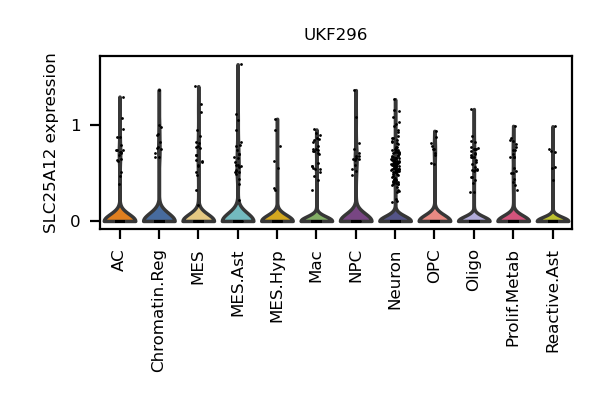 UKF296
SLC25A12 expression
1
0
AC
Chromatin.Reg
MES
MES.Ast
MES.Hyp
Mac
NPC
Neuron
OPC
Oligo
Prolif.Metab
Reactive.Ast